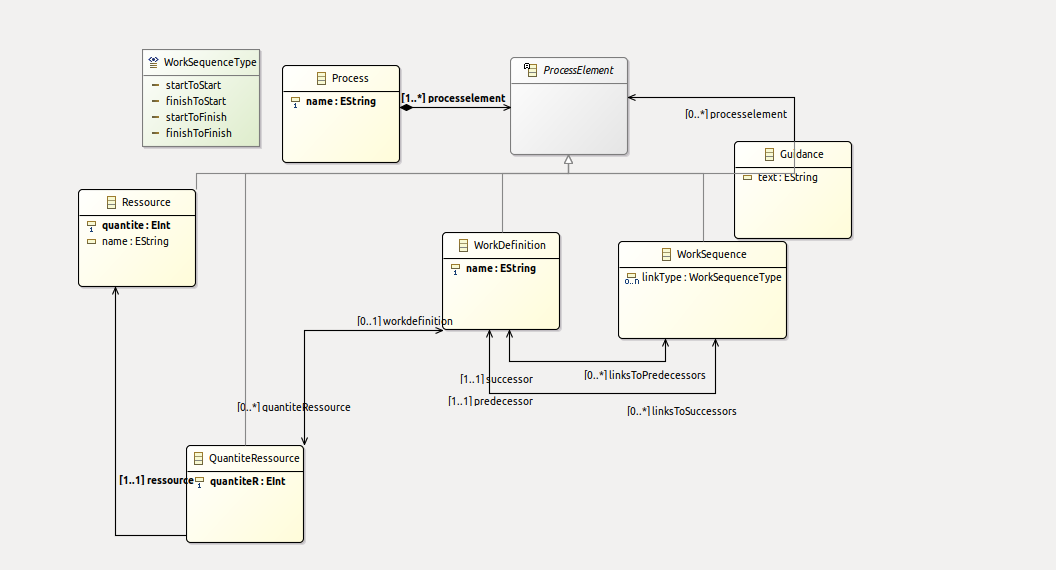 WorkSequenceType
startToStart
finishToStart
startToFinish
finishToFinish
Process
name : EString
[1..*] processelement
ProcessElement
[0..*] processelement
Guidance
text : EString
Ressource
quantite : EInt
name : EString
WorkDefinition
name : EString
WorkSequence
0..n linkType : WorkSequenceType
[0..1] workdefinition
[0..*] quantiteRessource
[1..1] successor
[0..*] linksToPredecessors
[1..1] predecessor
[0..*] linksToSuccessors
QuantiteRessource
quantiteR : EInt
[1..1] ressource